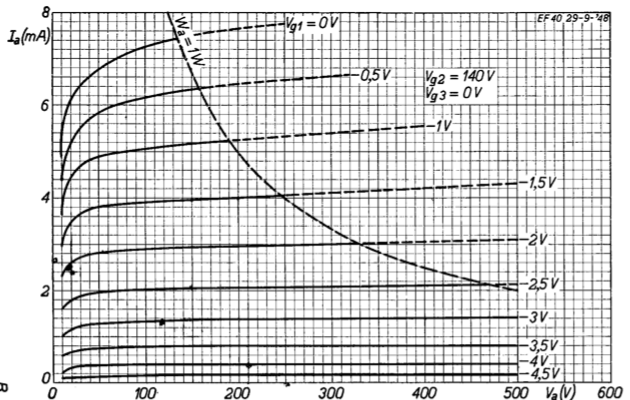 8
Ia(mA)
6
4
2
0
EF40 29-9-'48
Wa=1W
Vg1=0V
-0,5V
Vg2=140V
Vg3=0V
-1V
-1,5V
-2V
-2,5V
-3V
-3,5V
-4V
-4,5V
0 100 200 300 400 500 Va(V) 600